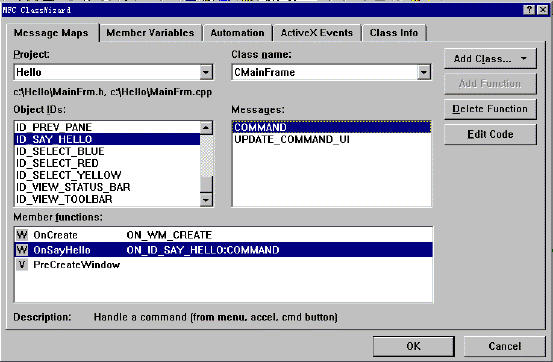 MFC ClassWizard
Message Maps Member Variables Automation ActiveX Events Class Info
Project: Class name:
Hello CMainFrame Add Class...
Add Function
c:\Hello\MainFrm.h, c:\Hello\MainFrm.cpp
Object IDs: Messages: Delete Function
ID_PREV_PANE COMMAND
ID_SAY_HELLO UPDATE_COMMAND_UI Edit Code
ID_SELECT_BLUE
ID_SELECT_RED
ID_SELECT_YELLOW
ID_VIEW_STATUS_BAR
ID_VIEW_TOOLBAR
Member functions:
W OnCreate ON_WM_CREATE
W OnSayHello ON_ID_SAY_HELLO:COMMAND
V PreCreateWindow
Description: Handle a command (from menu, accel, cmd button)
OK Cancel